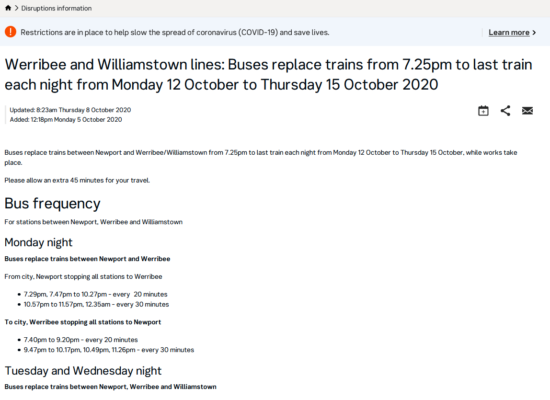 Disruptions information
Restrictions are in place to help slow the spread of coronavirus (COVID-19) and save lives.
Learn more
Werribee and Williamstown lines: Buses replace trains from 7.25pm to last train
each night from Monday 12 October to Thursday 15 October 2020
Updated: 8:23am Thursday 8 October 2020
Added: 12:18pm Monday 5 October 2020
Buses replace trains between Newport and Werribee/Williamstown from 7.25pm to last train each night from Monday 12 October to Thursday 15 October, while works take
place.
Please allow an extra 45 minutes for your travel.
Bus frequency
For stations between Newport, Werribee and Williamstown
Monday night
Buses replace trains between Newport and Werribee
From city, Newport stopping all stations to Werribee
• 7.29pm, 7.47pm to 10.27pm - every 20 minutes
• 10.57pm to 11.57pm, 12.35am - every 30 minutes
To city, Werribee stopping all stations to Newport
• 7.40pm to 9.20pm - every 20 minutes
• 9.47pm to 10.17pm, 10.49pm, 11.26pm - every 30 minutes
Tuesday and Wednesday night
Buses replace trains between Newport, Werribee and Williamstown